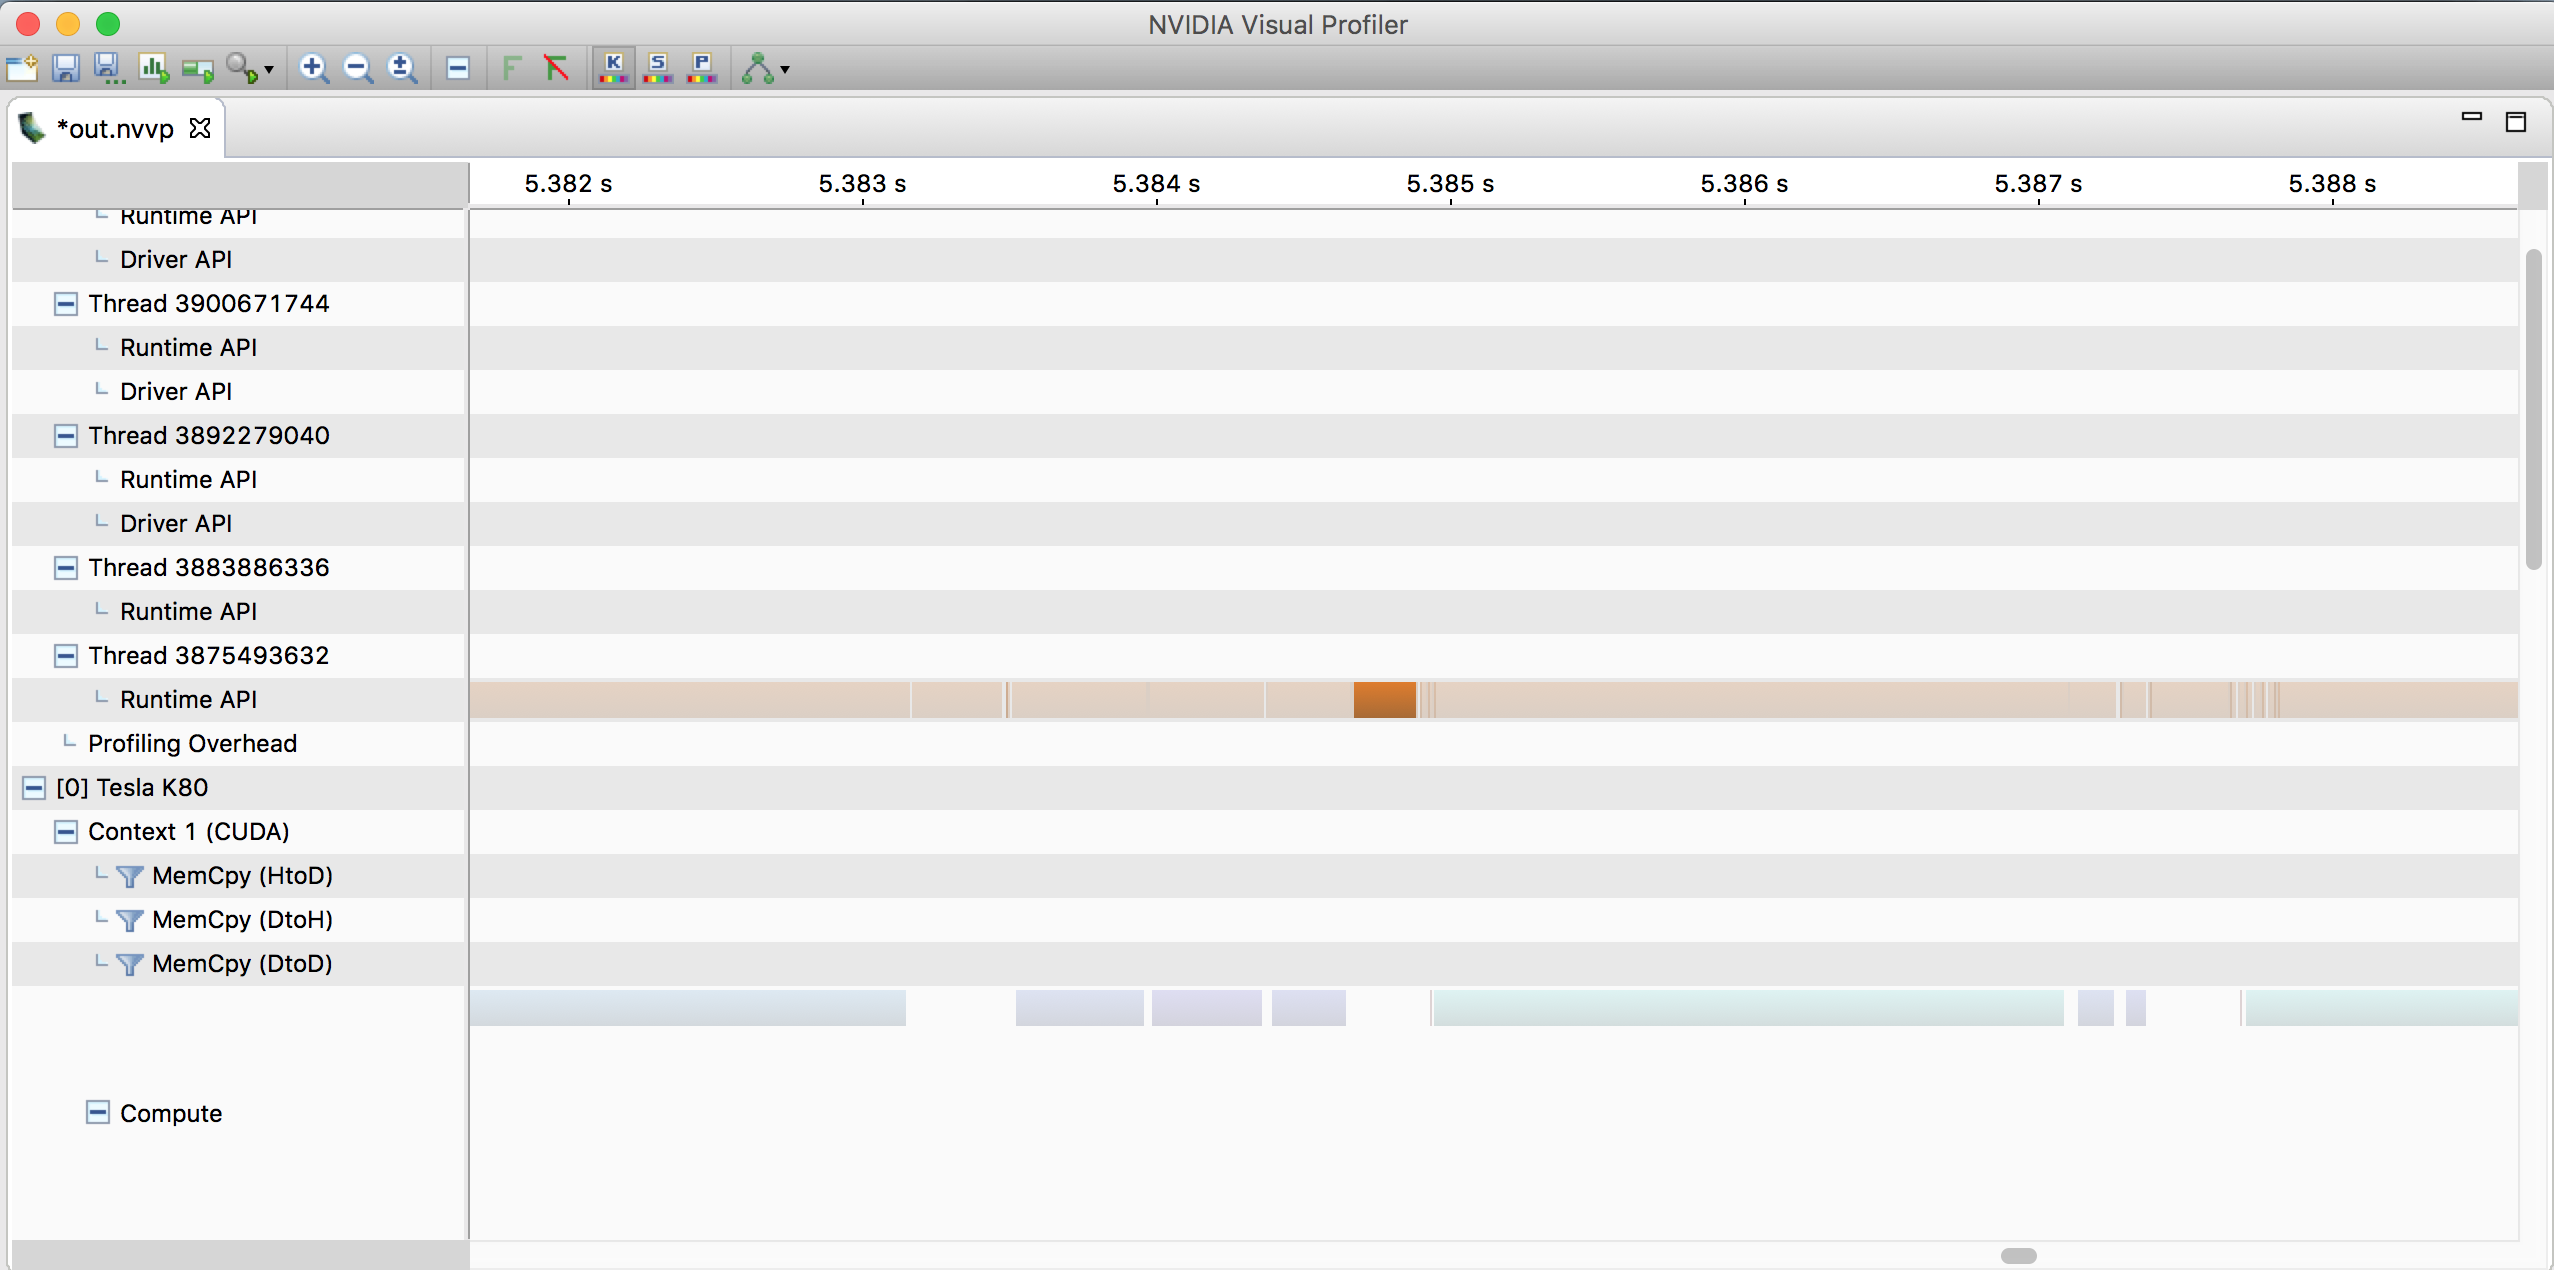 NVIDIA Visual Profiler
F F K S P
*out.nvvp
5.382 s 5.383 s 5.384 s 5.385 s 5.386 s 5.387 s 5.388 s
Runtime API
Driver API
Thread 3900671744
Runtime API
Driver API
Thread 3892279040
Runtime API
Driver API
Thread 3883886336
Runtime API
Thread 3875493632
Runtime API
Profiling Overhead
[0] Tesla K80
Context 1 (CUDA)
MemCpy (HtoD)
MemCpy (DtoH)
MemCpy (DtoD)
Compute